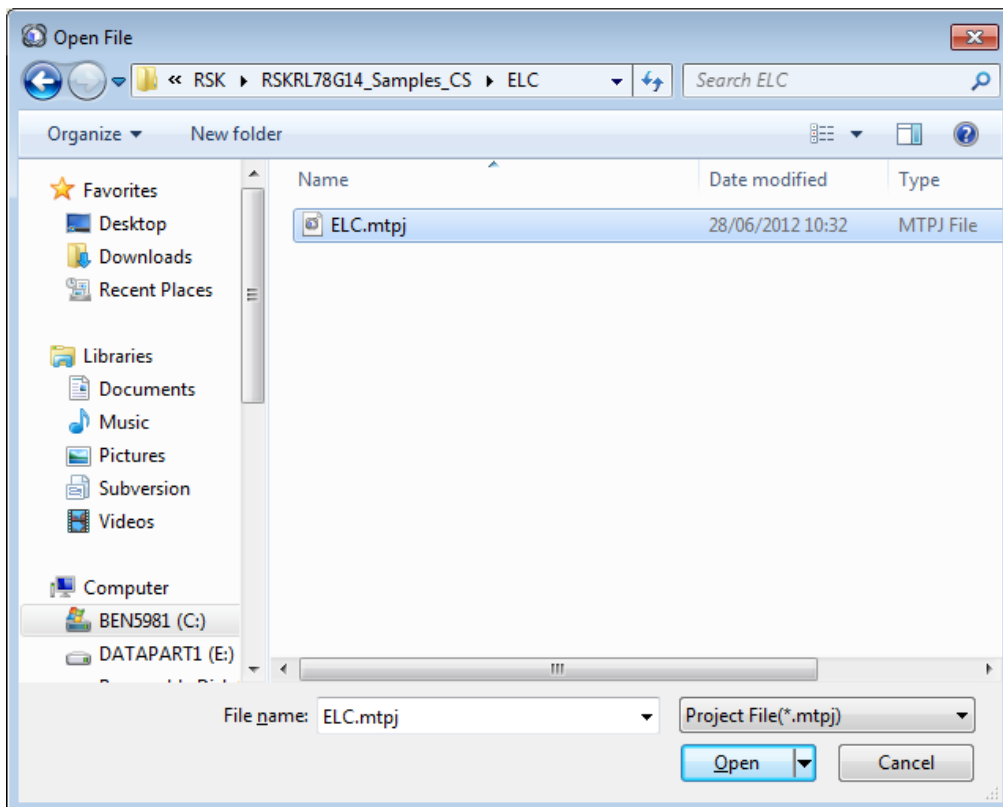 Open File
« RSK ▸ RSKRL78G14_Samples_CS ▸ ELC
Search ELC
Organize
New folder
Name
Date modified
Type
Favorites
Desktop
Downloads
Recent Places
Libraries
Documents
Music
Pictures
Subversion
Videos
Computer
BEN5981 (C:)
DATAPART1 (E:)
ELC.mtpj
28/06/2012 10:32
MTPJ File
File name:
ELC.mtpj
Project File(*.mtpj)
Open
Cancel